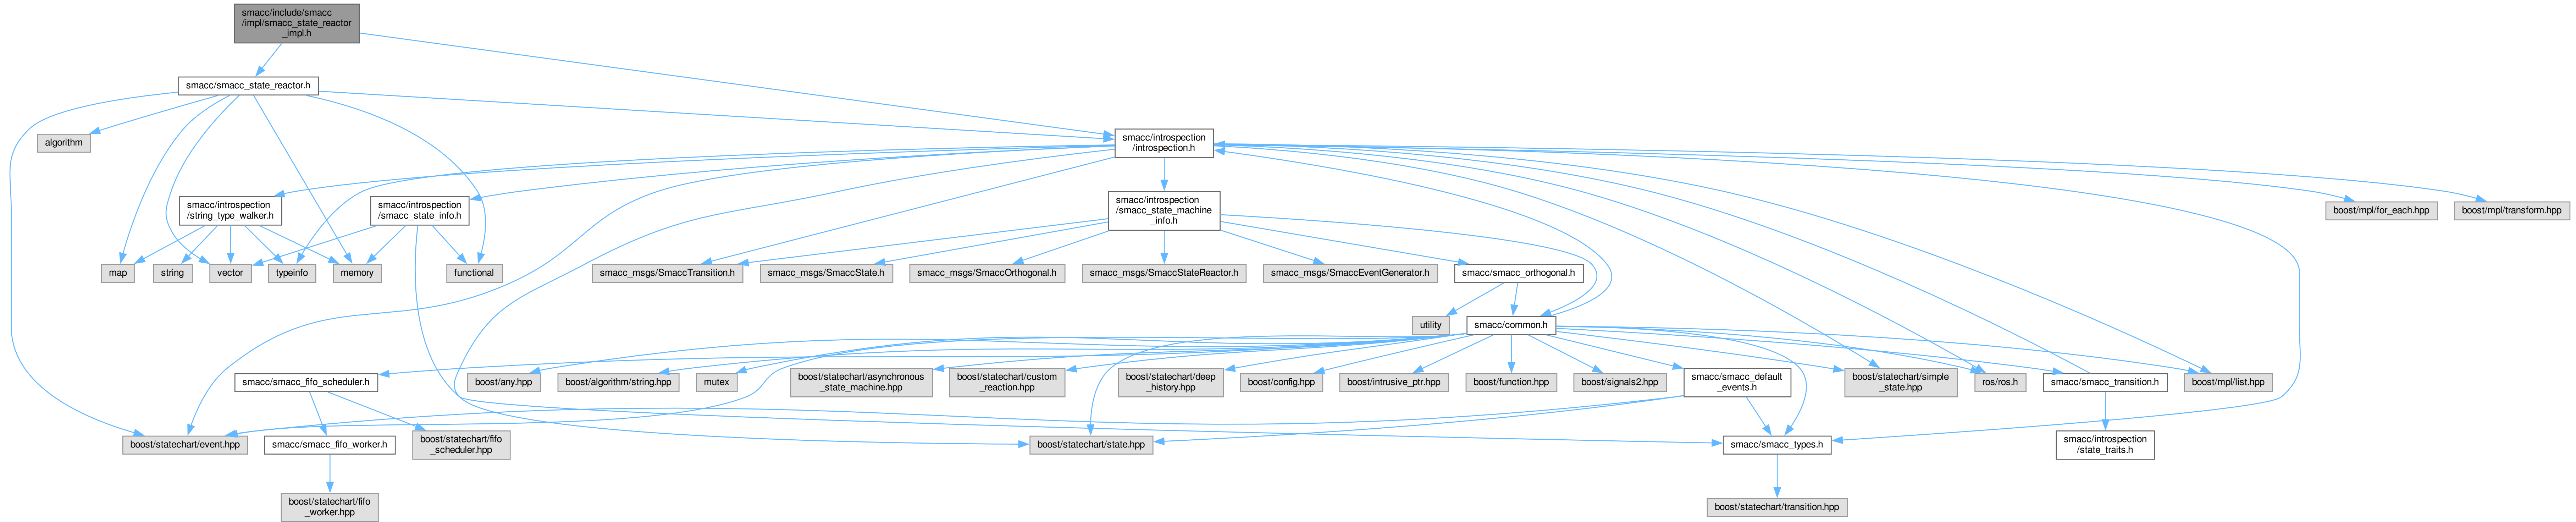 smacc/include/smacc
/impl/smacc_state_reactor
_impl.h
smacc/smacc_state_reactor.h
algorithm
smacc/introspection
/introspection.h
smacc/introspection
/string_type_walker.h
smacc/introspection
/smacc_state_info.h
smacc/introspection
/smacc_state_machine
_info.h
boost/mpl/for_each.hpp
boost/mpl/transform.hpp
map
string
vector
typeinfo
memory
functional
smacc_msgs/SmaccTransition.h
smacc_msgs/SmaccState.h
smacc_msgs/SmaccOrthogonal.h
smacc_msgs/SmaccStateReactor.h
smacc_msgs/SmaccEventGenerator.h
smacc/smacc_orthogonal.h
utility
smacc/common.h
smacc/smacc_fifo_scheduler.h
boost/any.hpp
boost/algorithm/string.hpp
mutex
boost/statechart/asynchronous
_state_machine.hpp
boost/statechart/custom
_reaction.hpp
boost/statechart/deep
_history.hpp
boost/config.hpp
boost/intrusive_ptr.hpp
boost/function.hpp
boost/signals2.hpp
smacc/smacc_default
_events.h
boost/statechart/simple
_state.hpp
ros/ros.h
smacc/smacc_transition.h
boost/mpl/list.hpp
boost/statechart/event.hpp
smacc/smacc_fifo_worker.h
boost/statechart/fifo
_scheduler.hpp
boost/statechart/state.hpp
smacc/smacc_types.h
smacc/introspection
/state_traits.h
boost/statechart/fifo
_worker.hpp
boost/statechart/transition.hpp